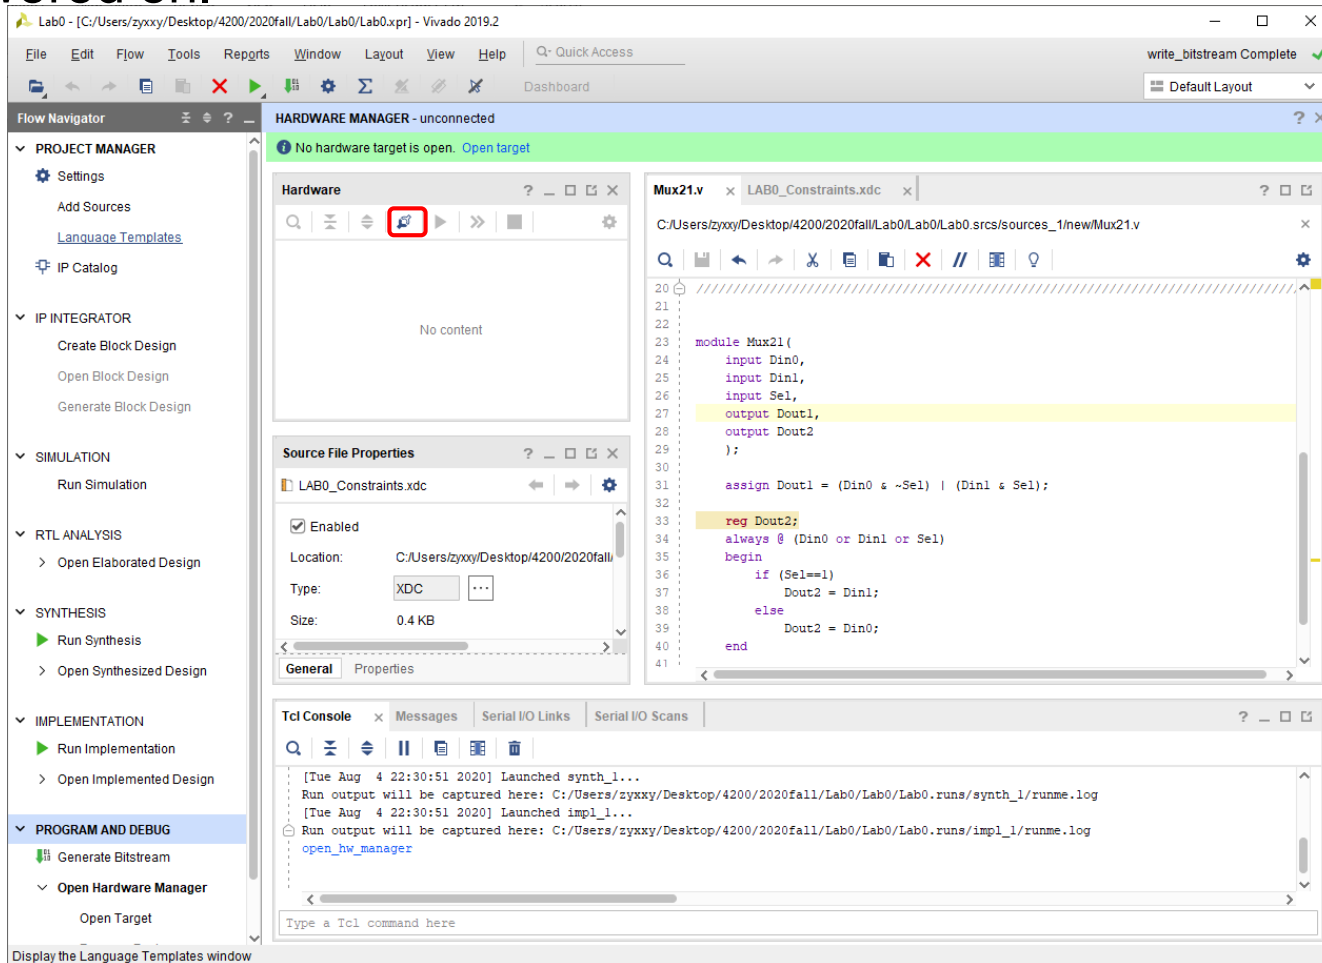 Lab0 - [C:/Users/zyxxy/Desktop/4200/2020fall/Lab0/Lab0/Lab0.xpr] - Vivado 2019.2
File Edit Flow Tools Reports Window Layout View Help Q- Quick Access
write_bitstream Complete
Dashboard
Default Layout
Flow Navigator
PROJECT MANAGER
Settings
Add Sources
Language Templates
IP Catalog
IP INTEGRATOR
Create Block Design
Open Block Design
Generate Block Design
SIMULATION
Run Simulation
RTL ANALYSIS
Open Elaborated Design
SYNTHESIS
Run Synthesis
Open Synthesized Design
IMPLEMENTATION
Run Implementation
Open Implemented Design
PROGRAM AND DEBUG
Generate Bitstream
Open Hardware Manager
Open Target
Display the Language Templates window
HARDWARE MANAGER - unconnected
No hardware target is open. Open target
Hardware
No content
Source File Properties
LAB0_Constraints.xdc
Enabled
Location: C:/Users/zyxxy/Desktop/4200/2020fall/
Type: XDC
Size: 0.4 KB
General Properties
Mux21.v LAB0_Constraints.xdc
C:/Users/zyxxy/Desktop/4200/2020fall/Lab0/Lab0/Lab0.srcs/sources_1/new/Mux21.v
20 //////////////////////////////////////////////////////////////////////////////////
21
22
23 module Mux21(
24 input Din0,
25 input Din1,
26 input Sel,
27 output Dout1,
28 output Dout2
29 );
30
31 assign Dout1 = (Din0 & ~Sel) | (Din1 & Sel);
32
33 reg Dout2;
34 always @ (Din0 or Din1 or Sel)
35 begin
36 if (Sel==1)
37 Dout2 = Din1;
38 else
39 Dout2 = Din0;
40 end
41
Tcl Console Messages Serial I/O Links Serial I/O Scans
[Tue Aug 4 22:30:51 2020] Launched synth_1...
Run output will be captured here: C:/Users/zyxxy/Desktop/4200/2020fall/Lab0/Lab0/Lab0.runs/synth_1/runme.log
[Tue Aug 4 22:30:51 2020] Launched impl_1...
Run output will be captured here: C:/Users/zyxxy/Desktop/4200/2020fall/Lab0/Lab0/Lab0.runs/impl_1/runme.log
open_hw_manager
Type a Tcl command here